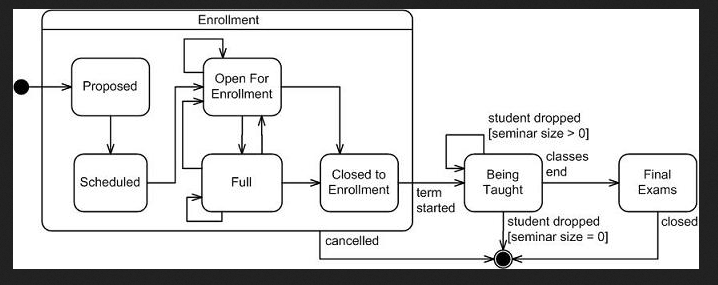 Enrollment
Proposed
Open For
Enrollment
Scheduled
Full
Closed to
Enrollment
term
started
student dropped
[seminar size > 0]
Being
Taught
classes
end
Final
Exams
student dropped
[seminar size = 0]
closed
cancelled